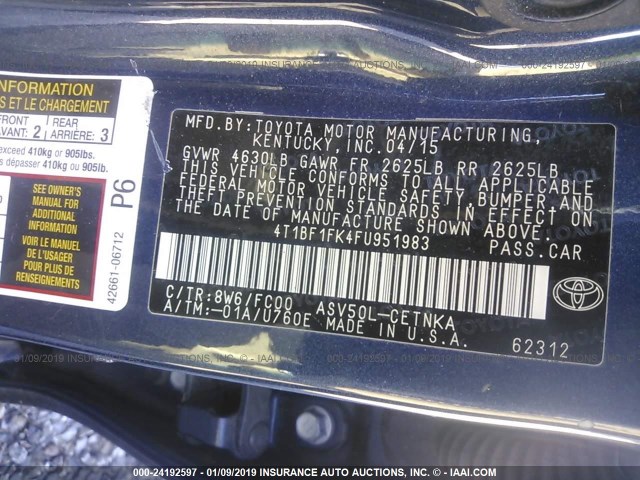 INFORMATION
S ET LE CHARGEMENT
FRONT
AVANT: 2
REAR
ARRIÈRE: 3
exceed 410kg or 905lbs.
s dépasser 410kg ou 905lb.
SEE OWNER'S
MANUAL FOR
ADDITIONAL
INFORMATION
VOIR LE MANUEL
DE L'USAGER
POUR PLUS DE
RENSEIGNEMENTS
P6
42661-06712
MFD.BY: TOYOTA MOTOR MANUFACTURING,
KENTUCKY, INC. 04/15
GVWR 4630LB GAWR FR 2625LB RR 2625LB
THIS VEHICLE CONFORMS TO ALL APPLICABLE
FEDERAL MOTOR VEHICLE SAFETY, BUMPER, AND
THEFT PREVENTION STANDARDS IN EFFECT ON
THE DATE OF MANUFACTURE SHOWN ABOVE.
4T1BF1FK4FU951983
PASS.CAR
C/TR:8W6/FC00 ASV50L-CETNKA
A/TM:-01A/U760E MADE IN U.S.A.
62312
TOYOTA
000-24192597 - 01/09/2019 INSURANCE AUTO AUCTIONS, INC. - WWW.IAAI.COM